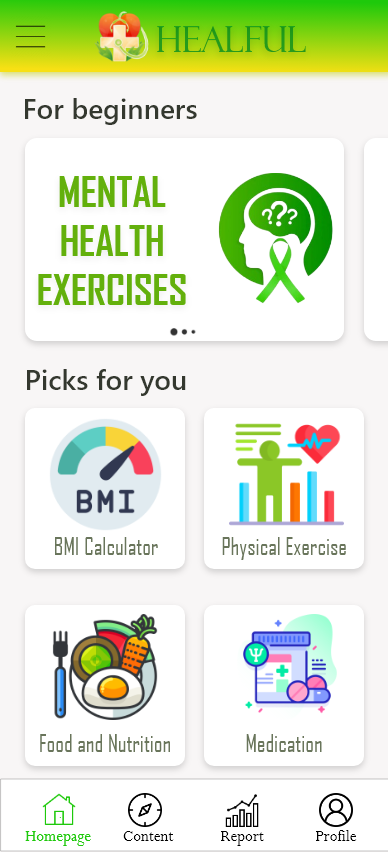 HEALFUL
For beginners
MENTAL
HEALTH
EXERCISES
???
Picks for you
BMI
BMI Calculator
Physical Exercise
Ψ
Food and Nutrition
Medication
Homepage
Content
Report
Profile